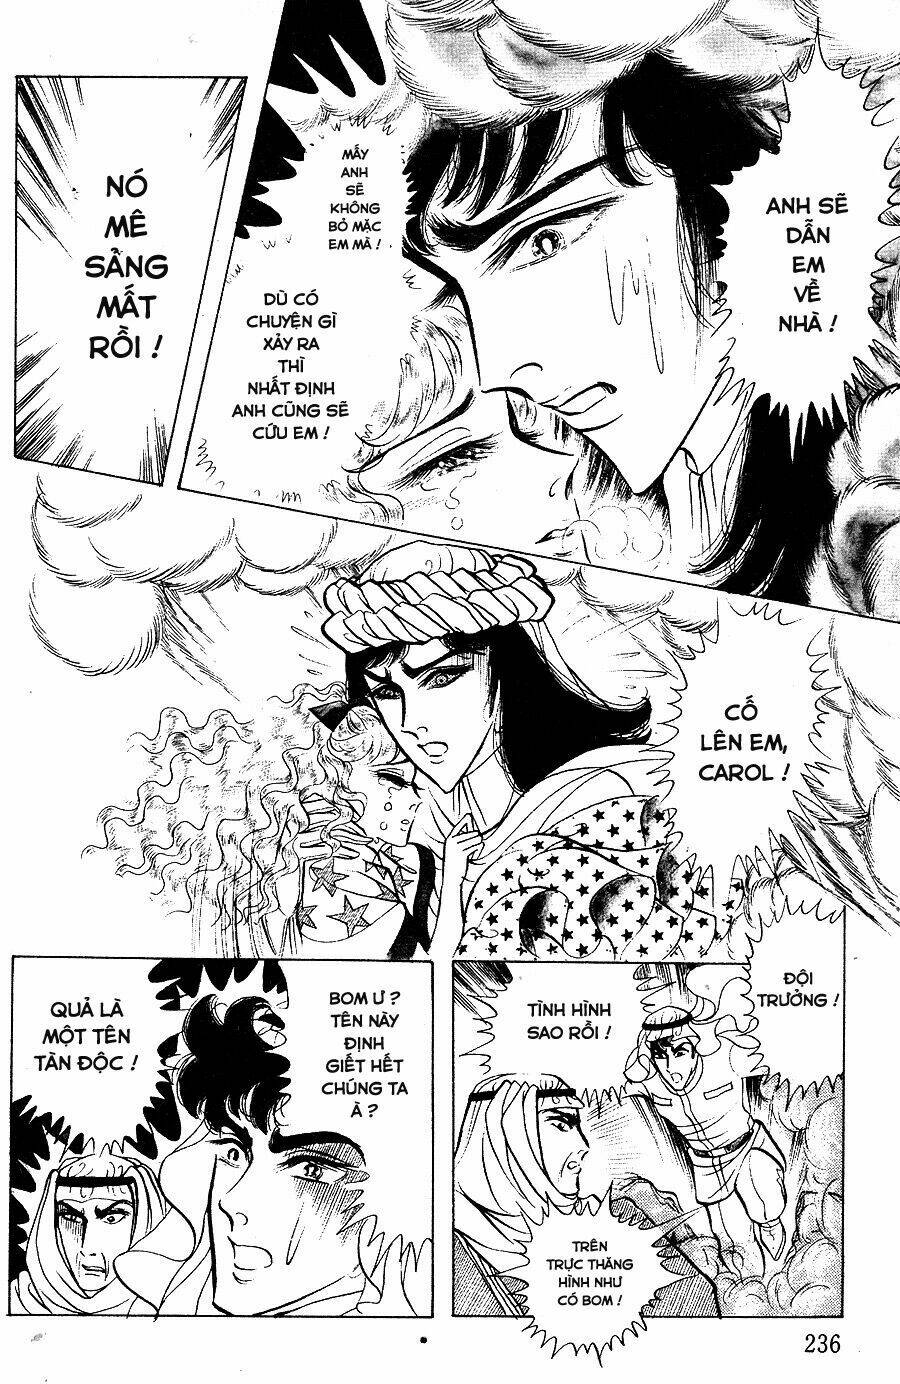 ANH SẼ
DẪN
EM
VỀ
NHÀ !
MẤY
ANH
SẼ
KHÔNG
BỎ MẶC
EM MÀ !
DÙ CÓ
CHUYỆN GÌ
XẢY RA
THÌ
NHẤT ĐỊNH
ANH CŨNG SẼ
CỨU EM !
NÓ
MÊ
SẢNG
MẤT
RỒI !
CỐ
LÊN EM,
CAROL !
ĐỘI
TRƯỞNG !
TÌNH HÌNH
SAO RỒI !
TRÊN
TRỰC THĂNG
HÌNH NHƯ
CÓ BOM !
BOM Ư ?
TÊN NÀY
ĐỊNH
GIẾT HẾT
CHÚNG TA
À ?
QUẢ LÀ
MỘT TÊN
TÀN ĐỘC !
236